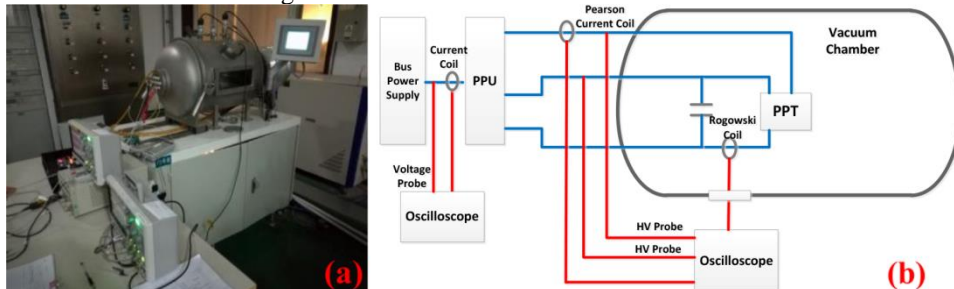 (a)
Bus
Power
Supply
Current
Coil
PPU
Voltage
Probe
Oscilloscope
Pearson
Current Coil
Vacuum
Chamber
Rogowski
Coil
PPT
HV Probe
HV Probe
Oscilloscope
(b)